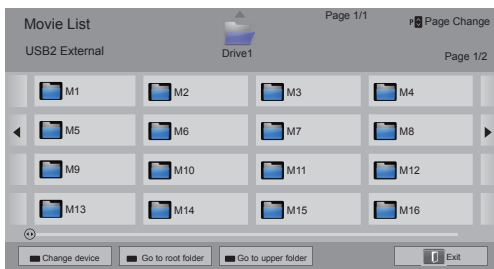 Movie List
Page 1/1
P Page Change
USB2 External
Drive1
Page 1/2
M1 M2 M3 M4
M5 M6 M7 M8
M9 M10 M11 M12
M13 M14 M15 M16
Change device Go to root folder Go to upper folder Exit